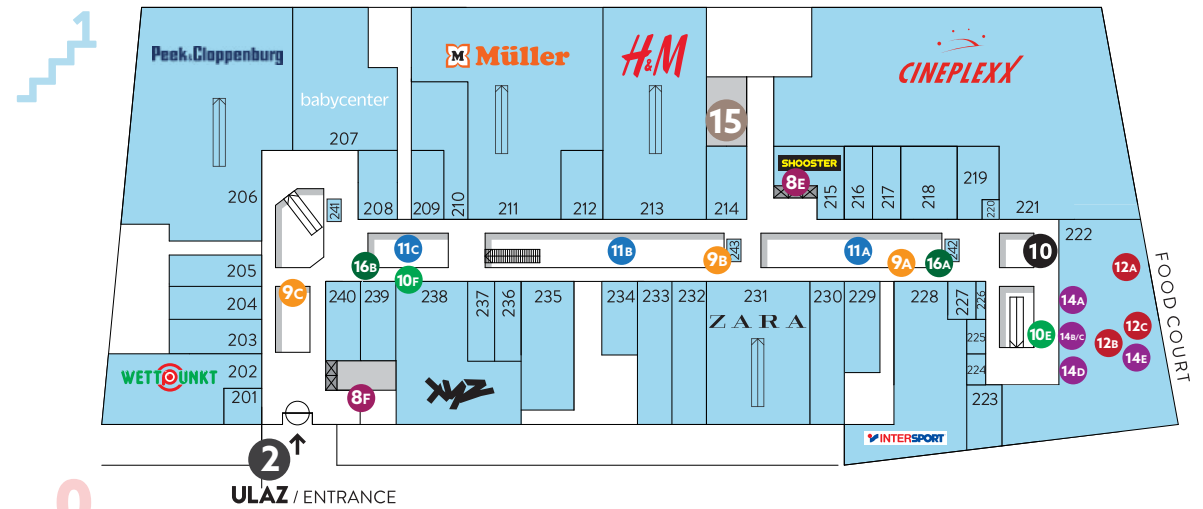 1
Peek&Cloppenburg
babycenter
M Müller
H&M
CINEPLEXX
15
207
SHOOSTER
8E
206
241
208
209
210
211
212
213
214
215
216
217
218
219
220
221
222
11C
11B
243
11A
242
10
16B
10F
9B
9A
16A
12A
FOOD COURT
205
204
203
9C
240
239
238
237
236
235
234
233
232
231
ZARA
230
229
228
227
226
225
224
223
10E
14A
14B/C
14D
12B
12C
14E
WETTPUNKT
202
201
8F
XYZ
INTERSPORT
2
ULAZ / ENTRANCE
0